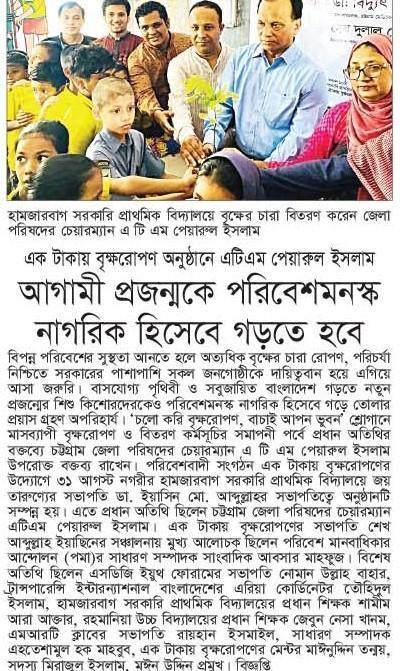 ডা: বিদ্যুৎ
দুলাল
হামজারবাগ সরকারি প্রাথমিক বিদ্যালয়ে বৃক্ষের চারা বিতরণ করেন জেলা
পরিষদের চেয়ারম্যান এ টি এম পেয়ারুল ইসলাম
এক টাকায় বৃক্ষরোপণ অনুষ্ঠানে এটিএম পেয়ারুল ইসলাম
আগামী প্রজন্মকে পরিবেশমনস্ক
নাগরিক হিসেবে গড়তে হবে
বিপন্ন পরিবেশের সুস্থতা আনতে হলে অত্যধিক বৃক্ষের চারা রোপণ, পরিচর্যা
নিশ্চিতে সরকারের পাশাপাশি সকল জনগোষ্ঠীকে দায়িত্ববান হয়ে এগিয়ে
আসা জরুরি। বাসযোগ্য পৃথিবী ও সবুজায়িত বাংলাদেশ গড়তে নতুন
প্রজন্মের শিশু কিশোরদেরকেও পরিবেশমনস্ক নাগরিক হিসেবে গড়ে তোলার
প্রয়াস গ্রহণ অপরিহার্য। ‘চলো করি বৃক্ষরোপণ, বাচাই আপন ভুবন’ শ্লোগানে
মাসব্যাপী বৃক্ষরোপণ ও বিতরণ কর্মসূচির সমাপনী পর্বে প্রধান অতিথির
বক্তব্যে চট্টগ্রাম জেলা পরিষদের চেয়ারম্যান এ টি এম পেয়ারুল ইসলাম
উপরোক্ত বক্তব্য রাখেন। পরিবেশবাদী সংগঠন এক টাকায় বৃক্ষরোপণের
উদ্যোগে ৩১ আগস্ট নগরীর হামজারবাগ সরকারি প্রাথমিক বিদ্যালয়ে জয়
তারুণ্যের সভাপতি ডা. ইয়াসিন মো. আব্দুল্লাহর সভাপতিত্বে অনুষ্ঠানটি
সম্পন্ন হয়। এতে প্রধান অতিথি ছিলেন চট্টগ্রাম জেলা পরিষদের চেয়ারম্যান
এটিএম পেয়ারুল ইসলাম। এক টাকায় বৃক্ষরোপণের সভাপতি শেখ
আব্দুল্লাহ ইয়াছিনের সঞ্চালনায় মুখ্য আলোচক ছিলেন পরিবেশ মানবাধিকার
আন্দোলন (পমা)র সাধারণ সম্পাদক সাংবাদিক আবসার মাহফুজ। বিশেষ
অতিথি ছিলেন এসডিজি ইয়ুথ ফোরামের সভাপতি নোমান উল্লাহ বাহার,
ট্রান্সপারেন্সি ইন্টারন্যাশনাল বাংলাদেশের এরিয়া কোর্ডিনেটর তৌহিদুল
ইসলাম, হামজারবাগ সরকারি প্রাথমিক বিদ্যালয়ের প্রধান শিক্ষক শামীম
আরা আক্তার, রহমানিয়া উচ্চ বিদ্যালয়ের প্রধান শিক্ষক জেবুন নেসা খানম,
এমআরটি ক্লাবের সভাপতি রায়হান ইসমাইল, সাধারণ সম্পাদক
এহতেশামুল হক মাহবুব, এক টাকায় বৃক্ষরোপণের মেন্টর মাঈনুদ্দিন তন্ময়,
সদস্য মিরাজুল ইসলাম, মঈন উদ্দিন প্রমুখ। বিজ্ঞপ্তি